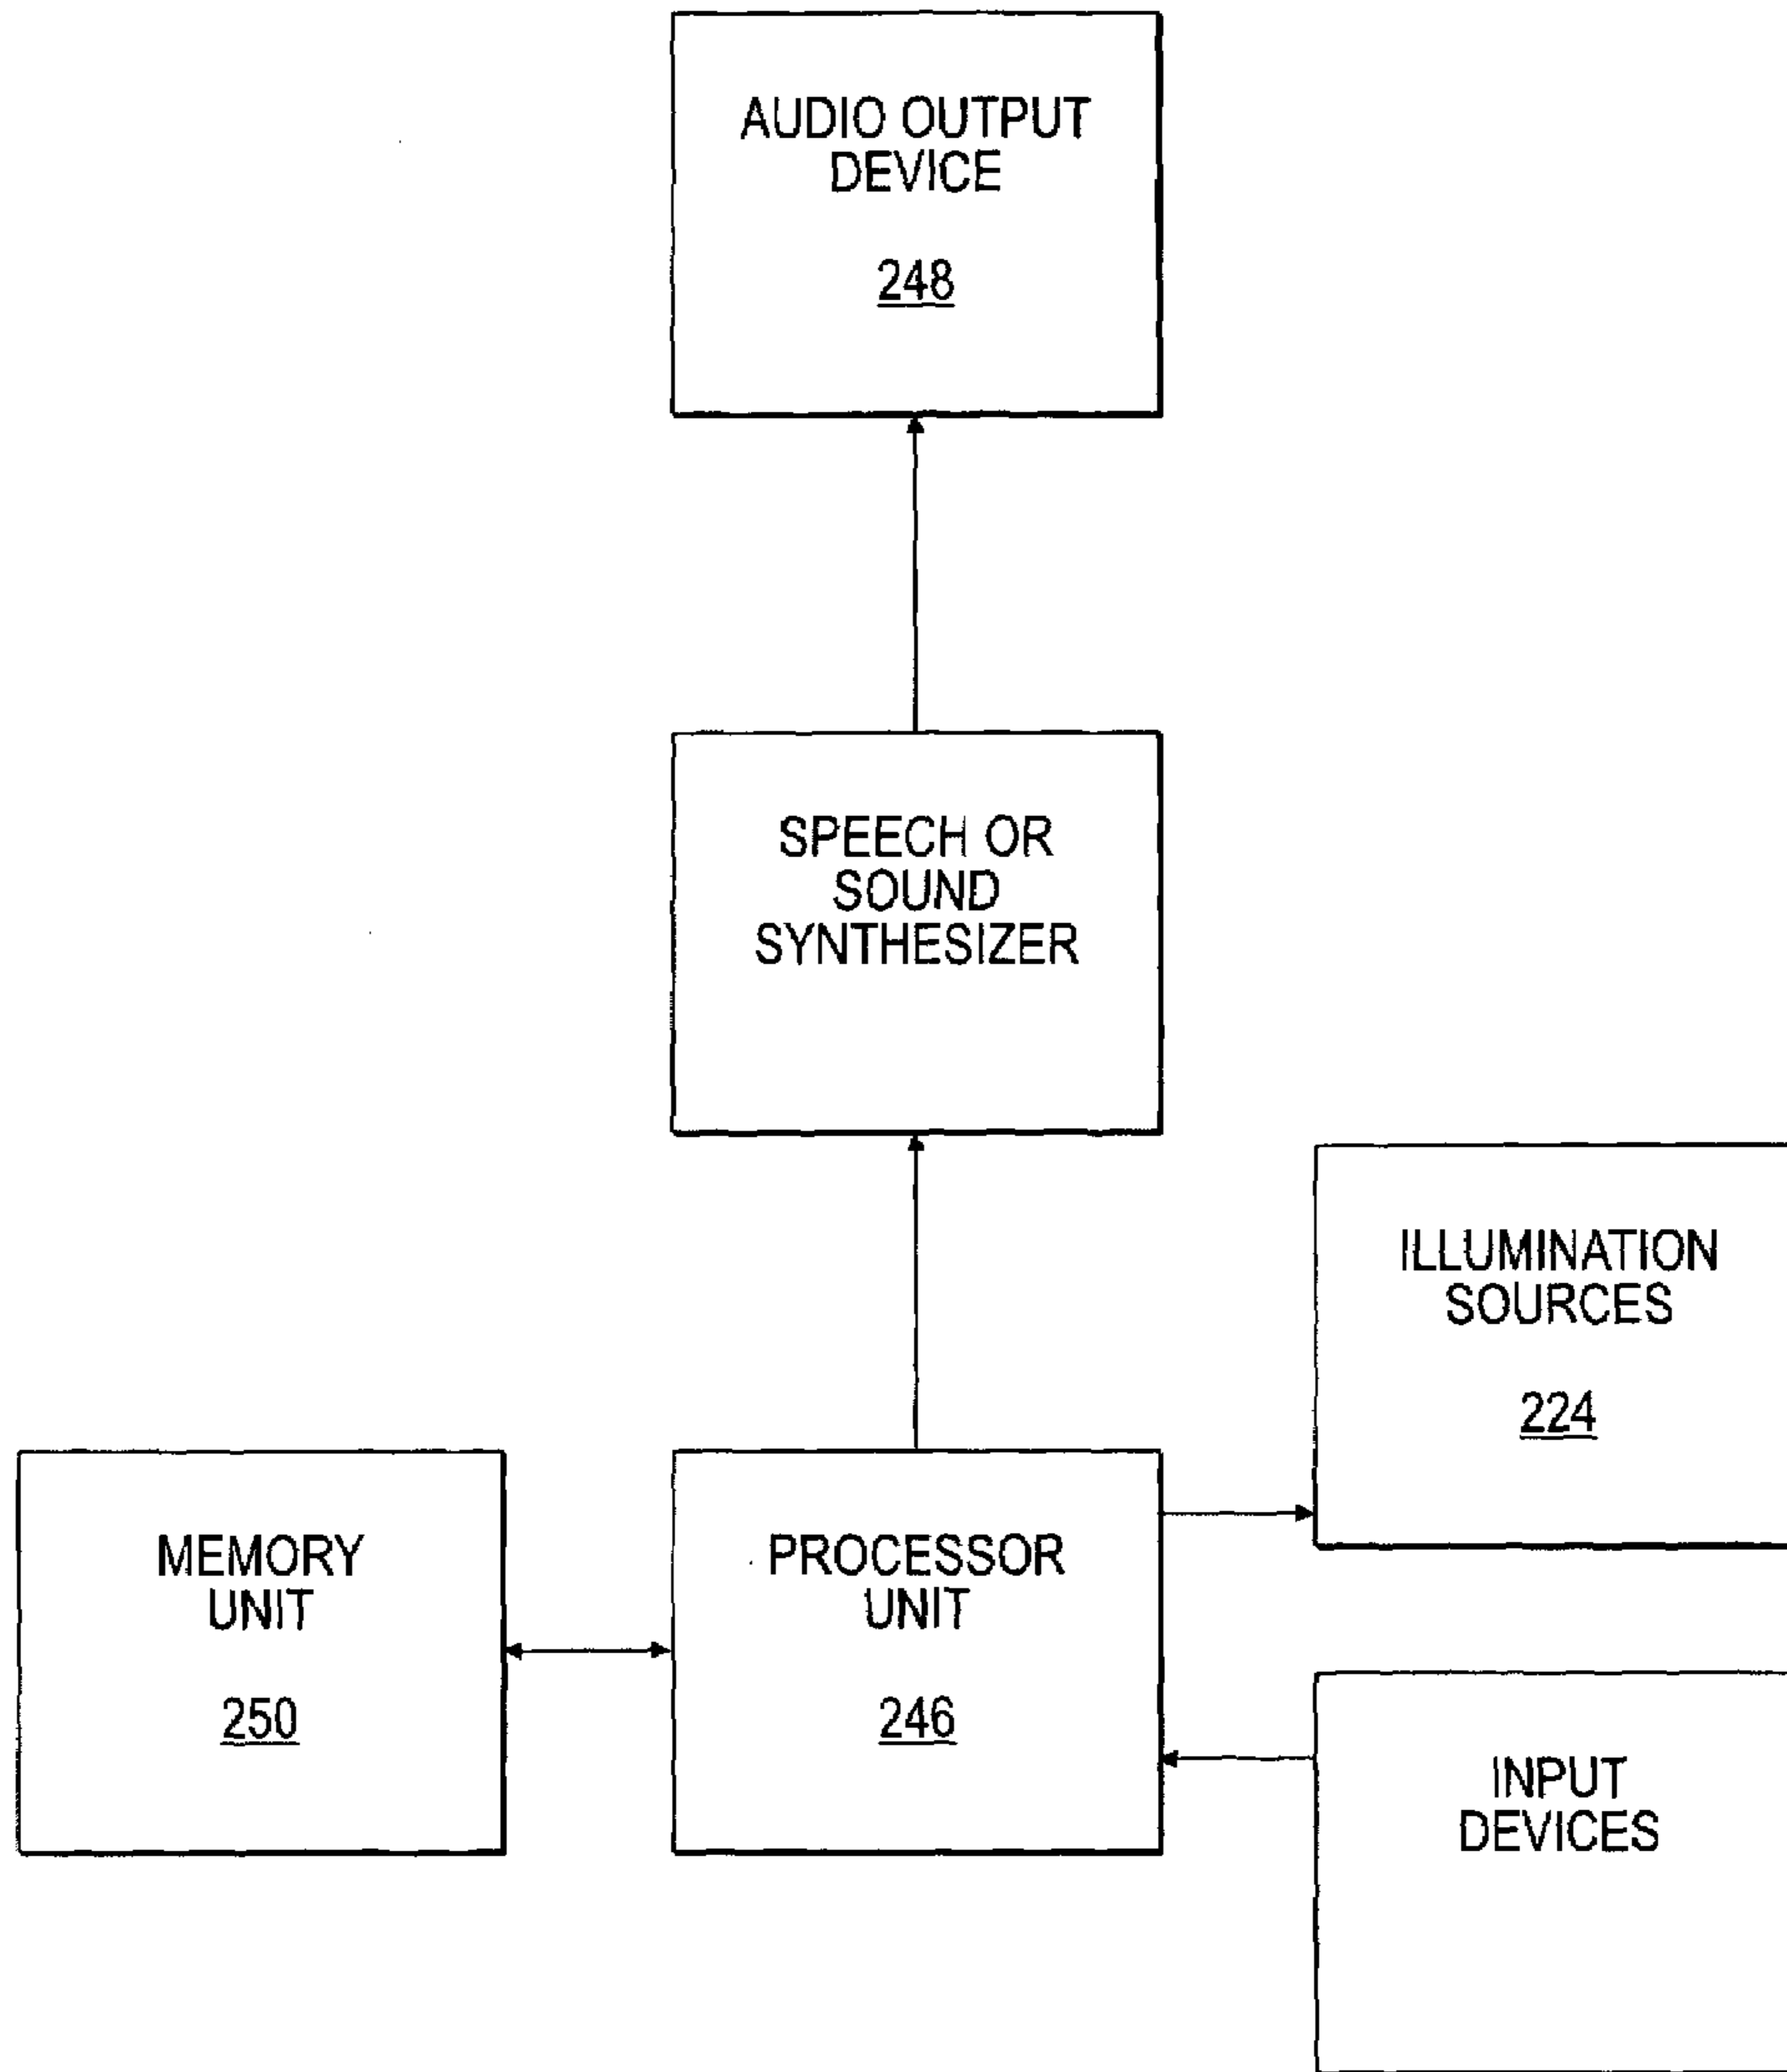 AUDIO OUTPUT
DEVICE
248
SPEECH OR
SOUND
SYNTHESIZER
ILLUMINATION
SOURCES
224
MEMORY
UNIT
250
PROCESSOR
UNIT
246
INPUT
DEVICES